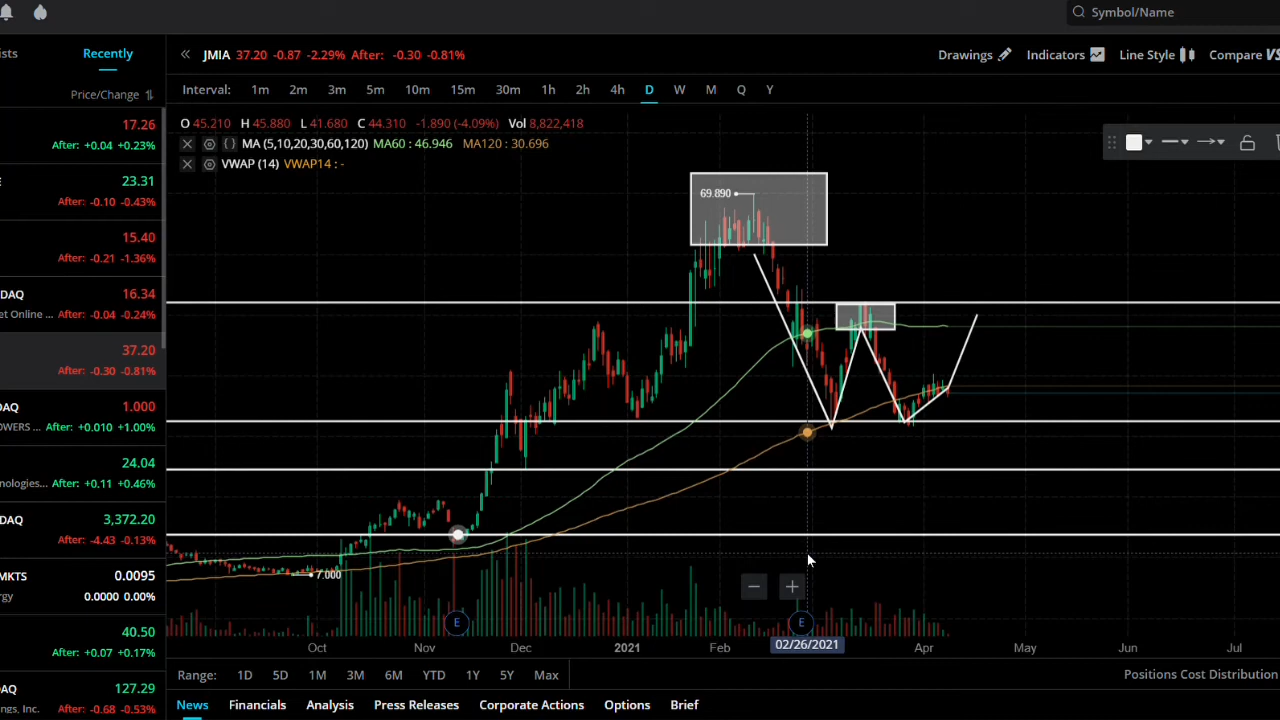 Symbol/Name
ists
Recently
Price/Change
17.26
After: +0.04 +0.23%
E
23.31
After: -0.10 -0.43%
15.40
After: -0.21 -1.36%
DAQ
16.34
et Online ... After: -0.04 -0.24%
37.20
After: -0.30 -0.81%
AQ
1.000
OWERS ... After: +0.010 +1.00%
24.04
nologies... After: +0.11 +0.46%
DAQ
3,372.20
After: -4.43 -0.13%
MKTS
0.0095
rgy
0.0000 0.00%
40.50
After: +0.07 +0.17%
DAQ
127.29
ngs, Inc. After: -0.68 -0.53%
JMIA 37.20 -0.87 -2.29% After: -0.30 -0.81%
Drawings Indicators Line Style Compare VS
Interval: 1m 2m 3m 5m 10m 15m 30m 1h 2h 4h D W M Q Y
O 45.210 H 45.880 L 41.680 C 44.310 -1.890 (-4.09%) Vol 8,822,418
MA (5,10,20,30,60,120) MA60 : 46.946 MA120 : 30.696
VWAP (14) VWAP14 : -
69.890
7.000
E
E
Oct Nov Dec 2021 Feb 02/26/2021 Apr May Jun Jul
Range: 1D 5D 1M 3M 6M YTD 1Y 5Y Max
Positions Cost Distribution
News Financials Analysis Press Releases Corporate Actions Options Brief